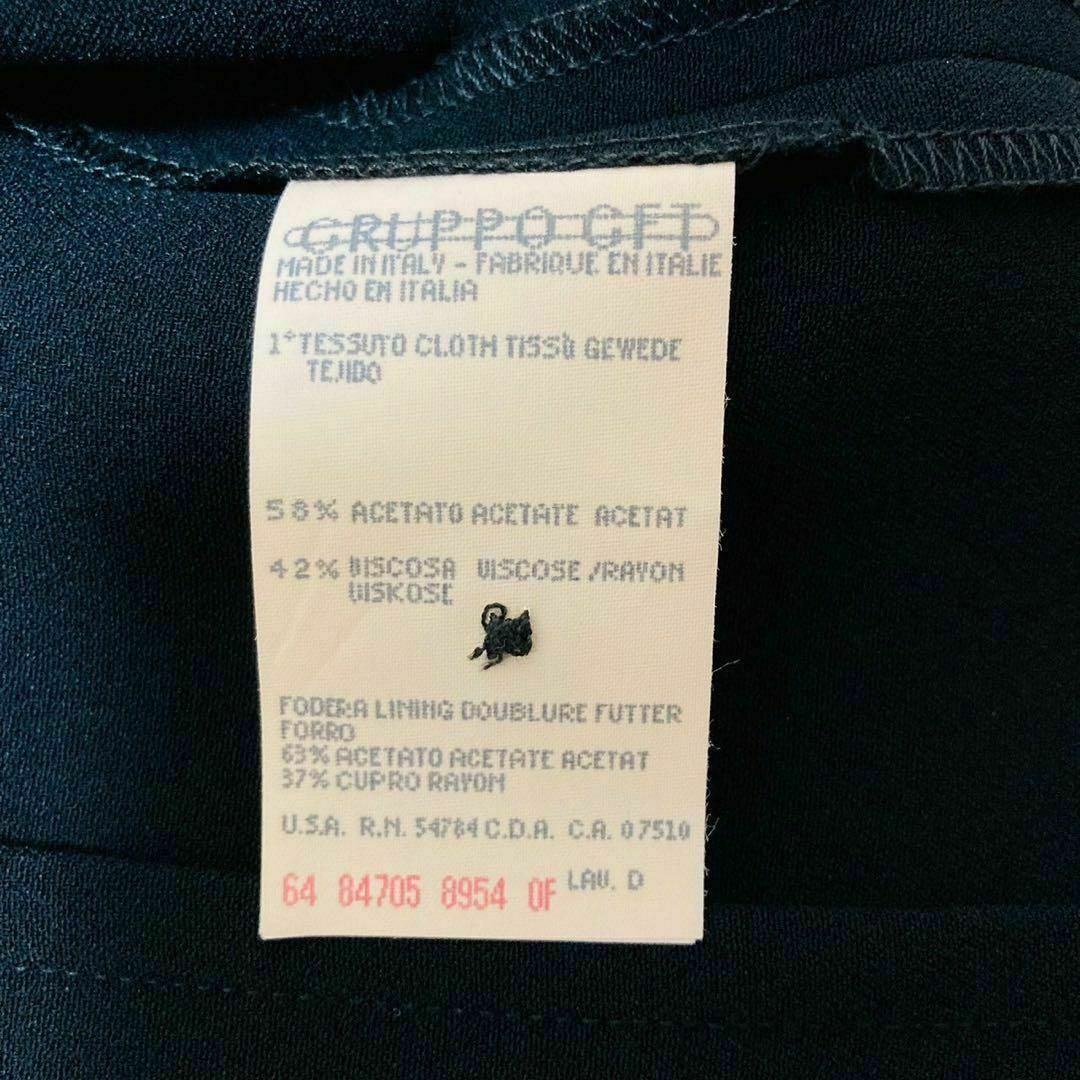 GRUPPO GFT
MADE IN ITALY - FABRIQUE EN ITALIE
HECHO EN ITALIA
1° TESSUTO CLOTH TISSÙ GEWEDE
TEJIDO
58% ACETATO ACETATE ACETAT
42% VISCOSA VISCOSE/RAYON
VISKOSE
FODERA LINING DOUBLURE FUTTER
FORRO
63% ACETATO ACETATE ACETAT
37% CUPRO RAYON
U.S.A. R.N. 54784 C.D.A. C.A. 07510
64 84705 8954 0F LAV. D